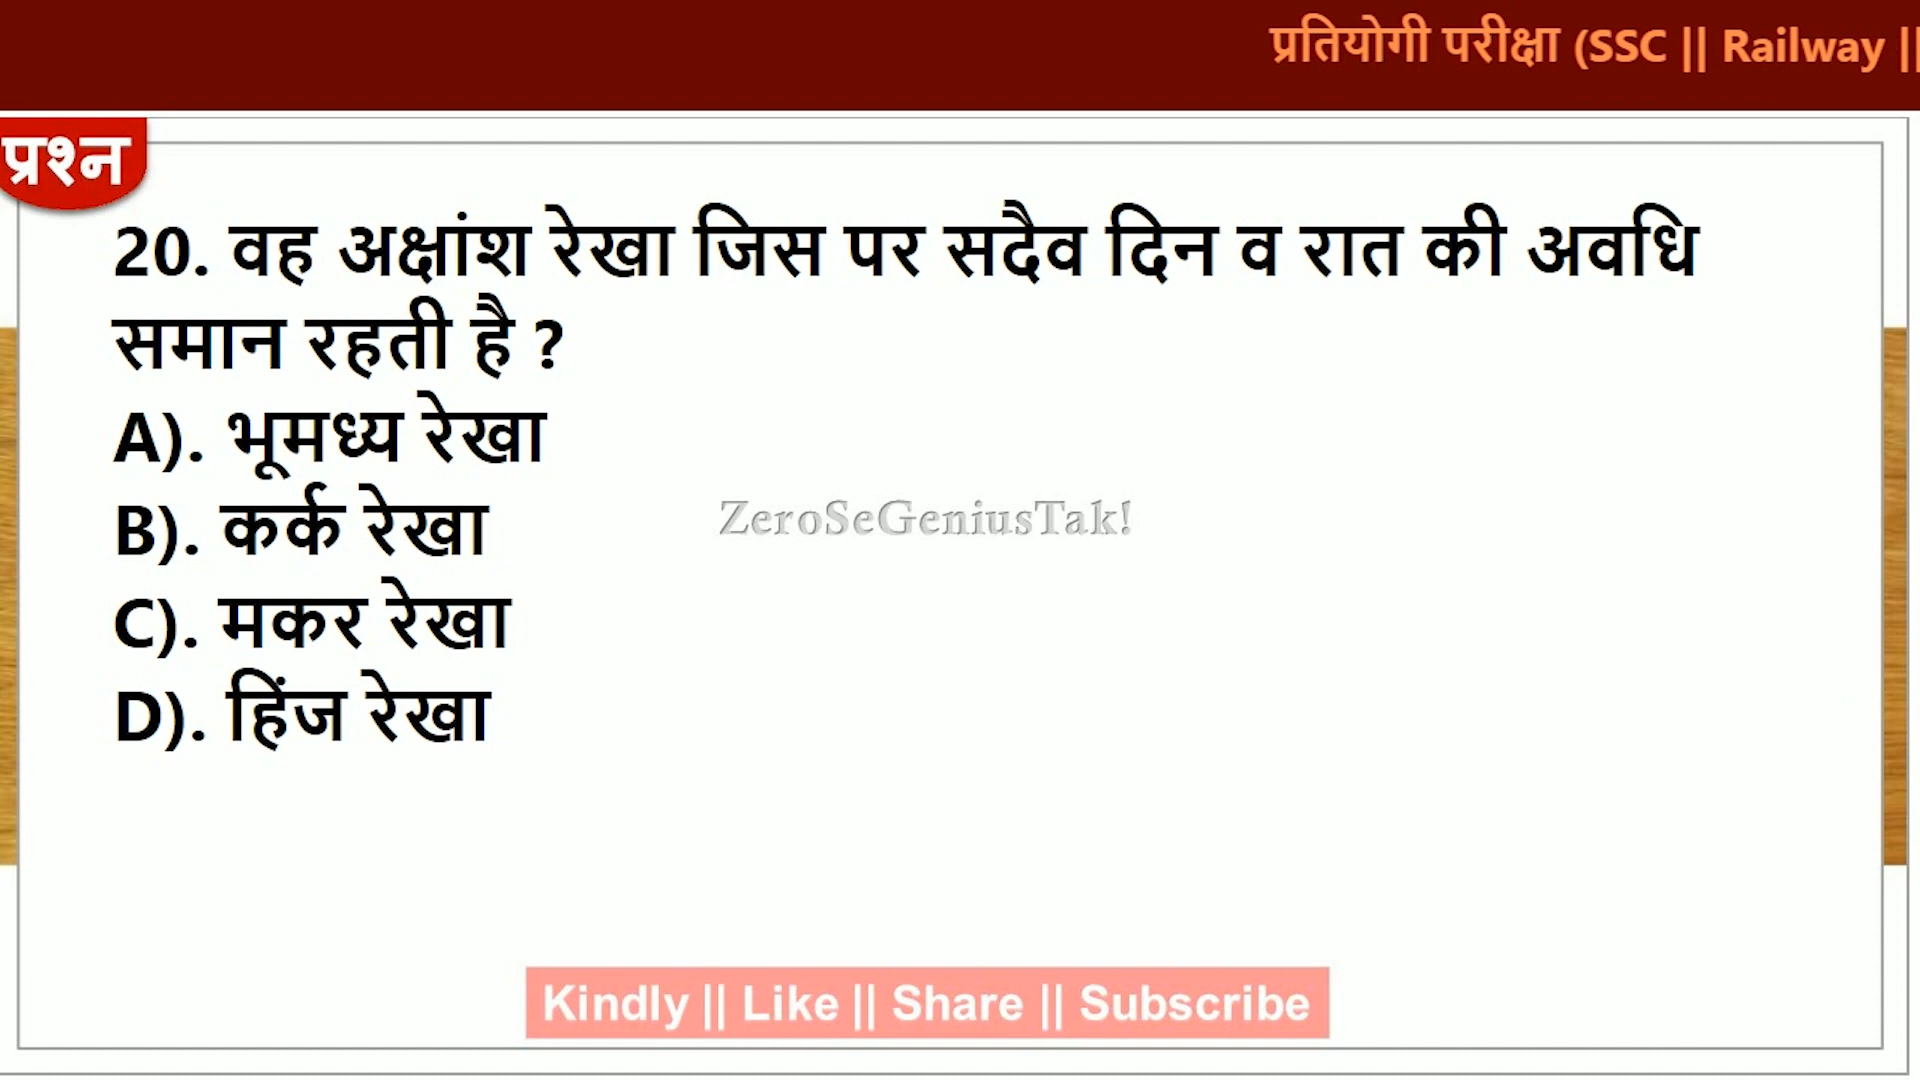 प्रतियोगी परीक्षा (SSC || Railway ||
प्रश्न
20. वह अक्षांश रेखा जिस पर सदैव दिन व रात की अवधि
समान रहती है ?
A). भूमध्य रेखा
B). कर्क रेखा
ZeroSeGeniusTak!
C). मकर रेखा
D). हिंज रेखा
Kindly || Like || Share || Subscribe